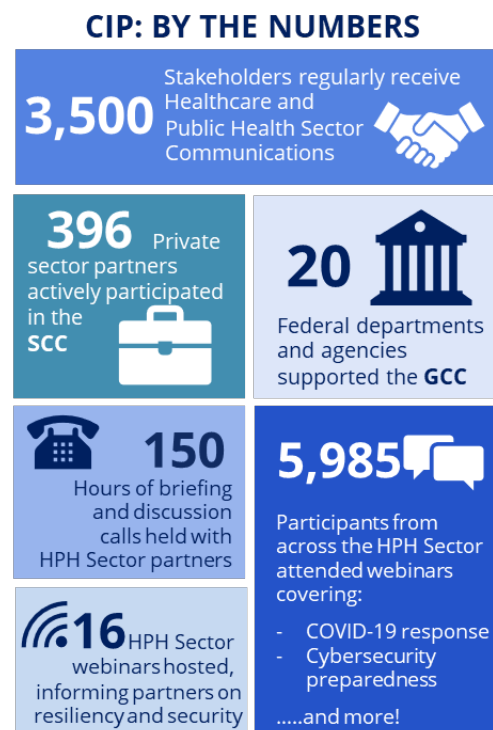 CIP: BY THE NUMBERS
3,500
Stakeholders regularly receive
Healthcare and
Public Health Sector
Communications
396 Private
sector partners
actively participated
in the
SCC
20
Federal departments
and agencies
supported the GCC
150
Hours of briefing
and discussion
calls held with
HPH Sector partners
5,985
Participants from
across the HPH Sector
attended webinars
covering:
- COVID-19 response
- Cybersecurity
preparedness
.....and more!
16 HPH Sector
webinars hosted,
informing partners on
resiliency and security